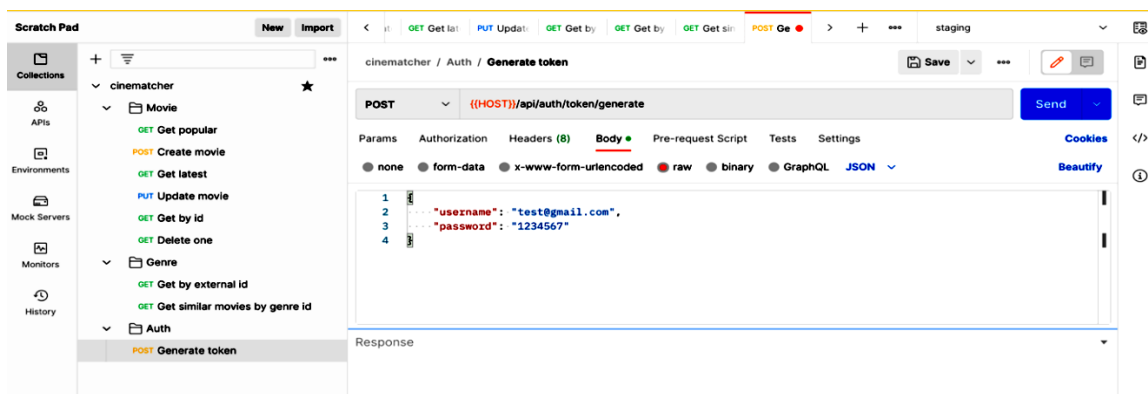 Scratch Pad New Import
GET Get lat PUT Update GET Get by GET Get by GET Get sin POST Ge staging
Collections
APIs
Environments
Mock Servers
Monitors
History
cinematcher
Movie
GET Get popular
POST Create movie
GET Get latest
PUT Update movie
GET Get by id
GET Delete one
Genre
GET Get by external id
GET Get similar movies by genre id
Auth
POST Generate token
cinematcher / Auth / Generate token Save
POST {{HOST}}/api/auth/token/generate Send
Params Authorization Headers (8) Body Pre-request Script Tests Settings Cookies
none form-data x-www-form-urlencoded raw binary GraphQL JSON Beautify
1 {
2 "username": "test@gmail.com",
3 "password": "1234567"
4 }
Response